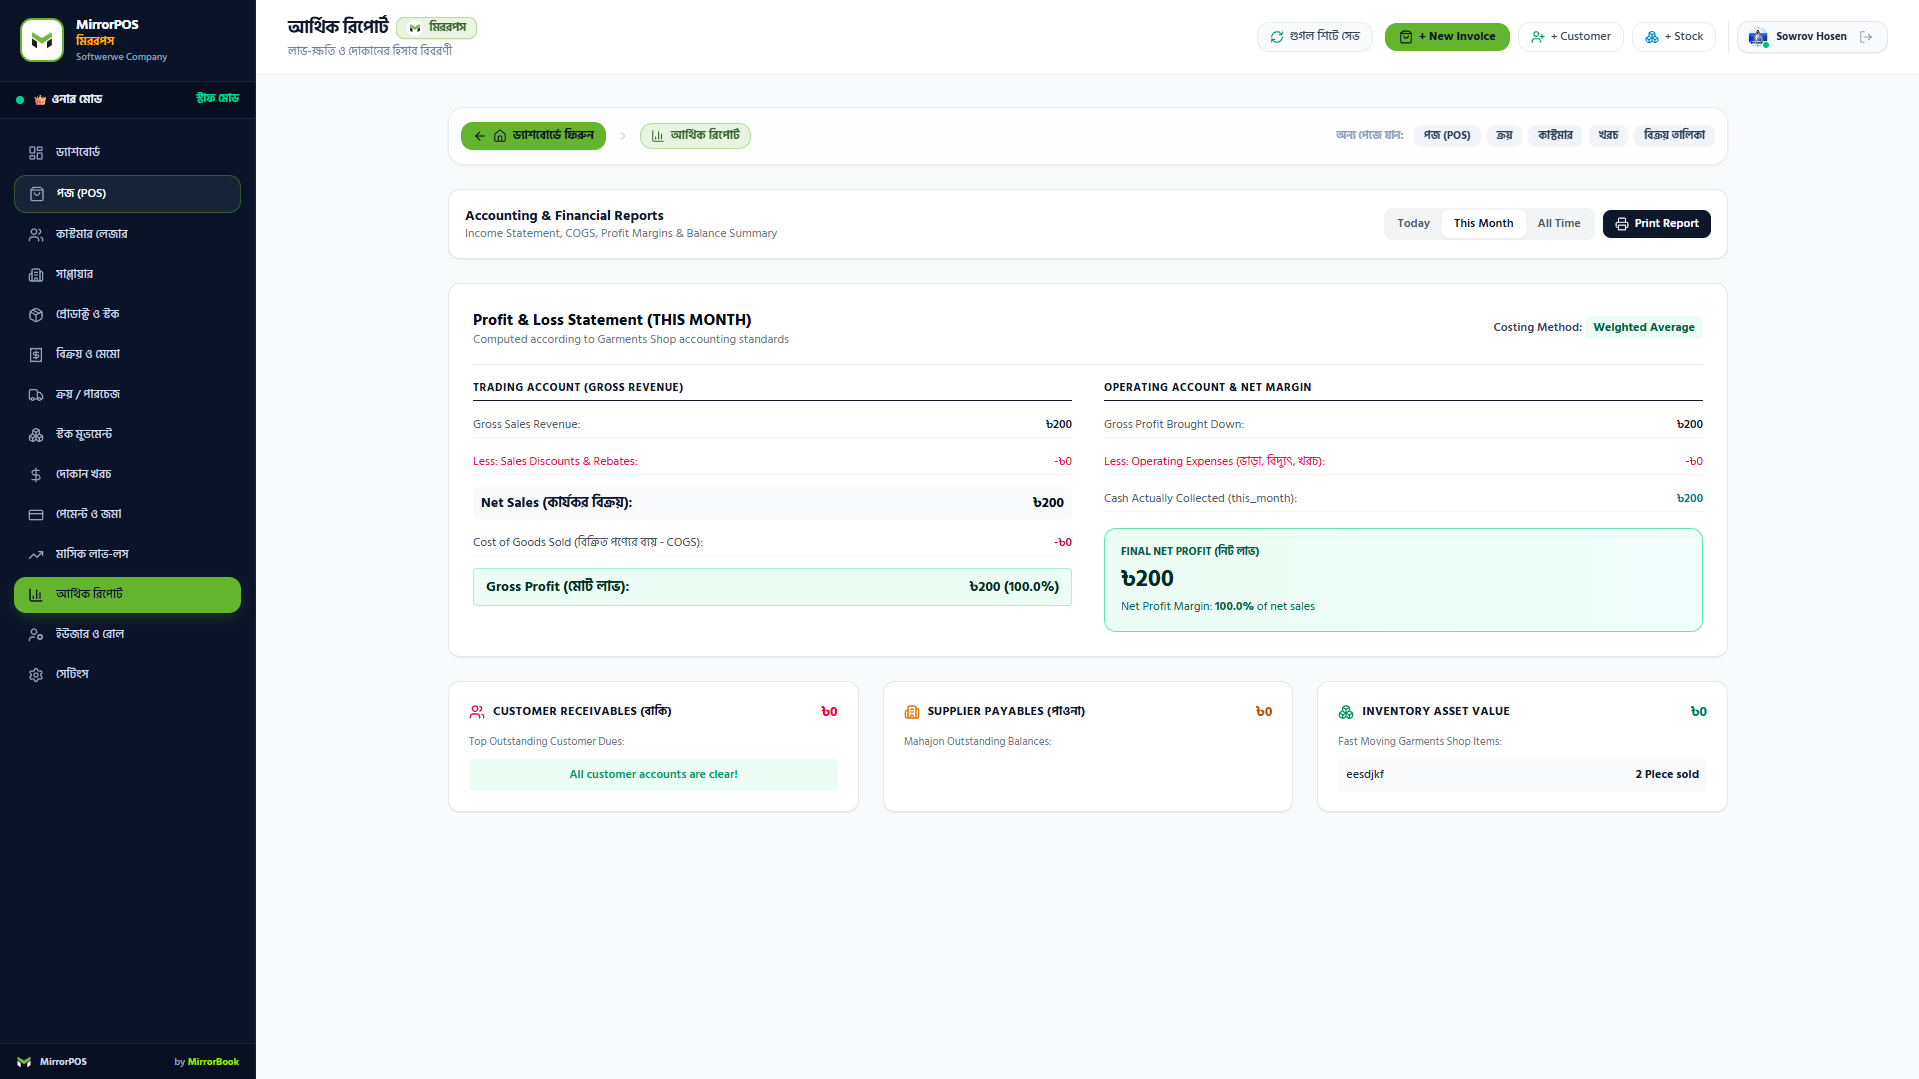 MirrorPOS
মিররপস
Softwerwe Company
ওনার মোড
স্টাফ মোড
ড্যাশবোর্ড
পজ (POS)
কাস্টমার লেজার
সাপ্লায়ার
প্রোডাক্ট ও স্টক
বিক্রয় ও মেমো
ক্রয় / পারচেজ
স্টক মুভমেন্ট
দোকান খরচ
পেমেন্ট ও জমা
মাসিক লাভ-লস
আর্থিক রিপোর্ট
ইউজার ও রোল
সেটিংস
MirrorPOS
by MirrorBook
আর্থিক রিপোর্ট
মিররপস
লাভ-ক্ষতি ও দোকানের হিসাব বিবরণী
গুগল শিটে সেভ
+ New Invoice
+ Customer
+ Stock
Sowrov Hosen
ড্যাশবোর্ডে ফিরুন
আর্থিক রিপোর্ট
অন্য পেজে যান:
পজ (POS)
ক্রয়
কাস্টমার
খরচ
বিক্রয় তালিকা
Accounting & Financial Reports
Income Statement, COGS, Profit Margins & Balance Summary
Today
This Month
All Time
Print Report
Profit & Loss Statement (THIS MONTH)
Computed according to Garments Shop accounting standards
Costing Method: Weighted Average
TRADING ACCOUNT (GROSS REVENUE)
Gross Sales Revenue: ৳200
Less: Sales Discounts & Rebates: -৳0
Net Sales (কার্যকর বিক্রয়): ৳200
Cost of Goods Sold (বিক্রিত পণ্যের ব্যয় - COGS): -৳0
Gross Profit (মোট লাভ): ৳200 (100.0%)
OPERATING ACCOUNT & NET MARGIN
Gross Profit Brought Down: ৳200
Less: Operating Expenses (ভাড়া, বিদ্যুৎ, খরচ): -৳0
Cash Actually Collected (this_month): ৳200
FINAL NET PROFIT (নিট লাভ)
৳200
Net Profit Margin: 100.0% of net sales
CUSTOMER RECEIVABLES (বাকি) ৳0
Top Outstanding Customer Dues:
All customer accounts are clear!
SUPPLIER PAYABLES (পাওনা) ৳0
Mahajon Outstanding Balances:
INVENTORY ASSET VALUE ৳0
Fast Moving Garments Shop Items:
eesdjkf 2 Piece sold